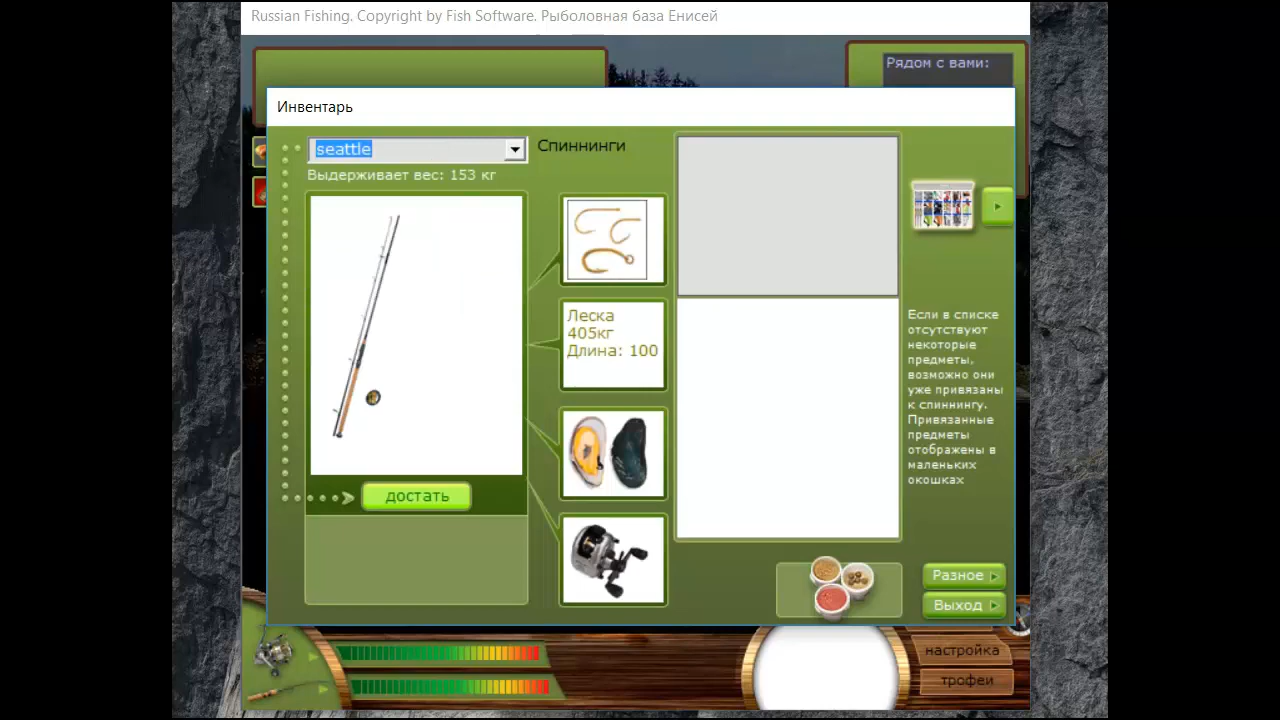 Russian Fishing. Copyright by Fish Software. Рыболовная база Енисей
Рядом с вами:
Инвентарь
seattle
Спиннинги
Выдерживает вес: 153 кг
Леска
405кг
Длина: 100
Если в списке
отсутствуют
некоторые
предметы,
возможно они
уже привязаны
к спиннингу.
Привязанные
предметы
отображены в
маленьких
окошках
достать
Разное
Выход
настройка
трофеи